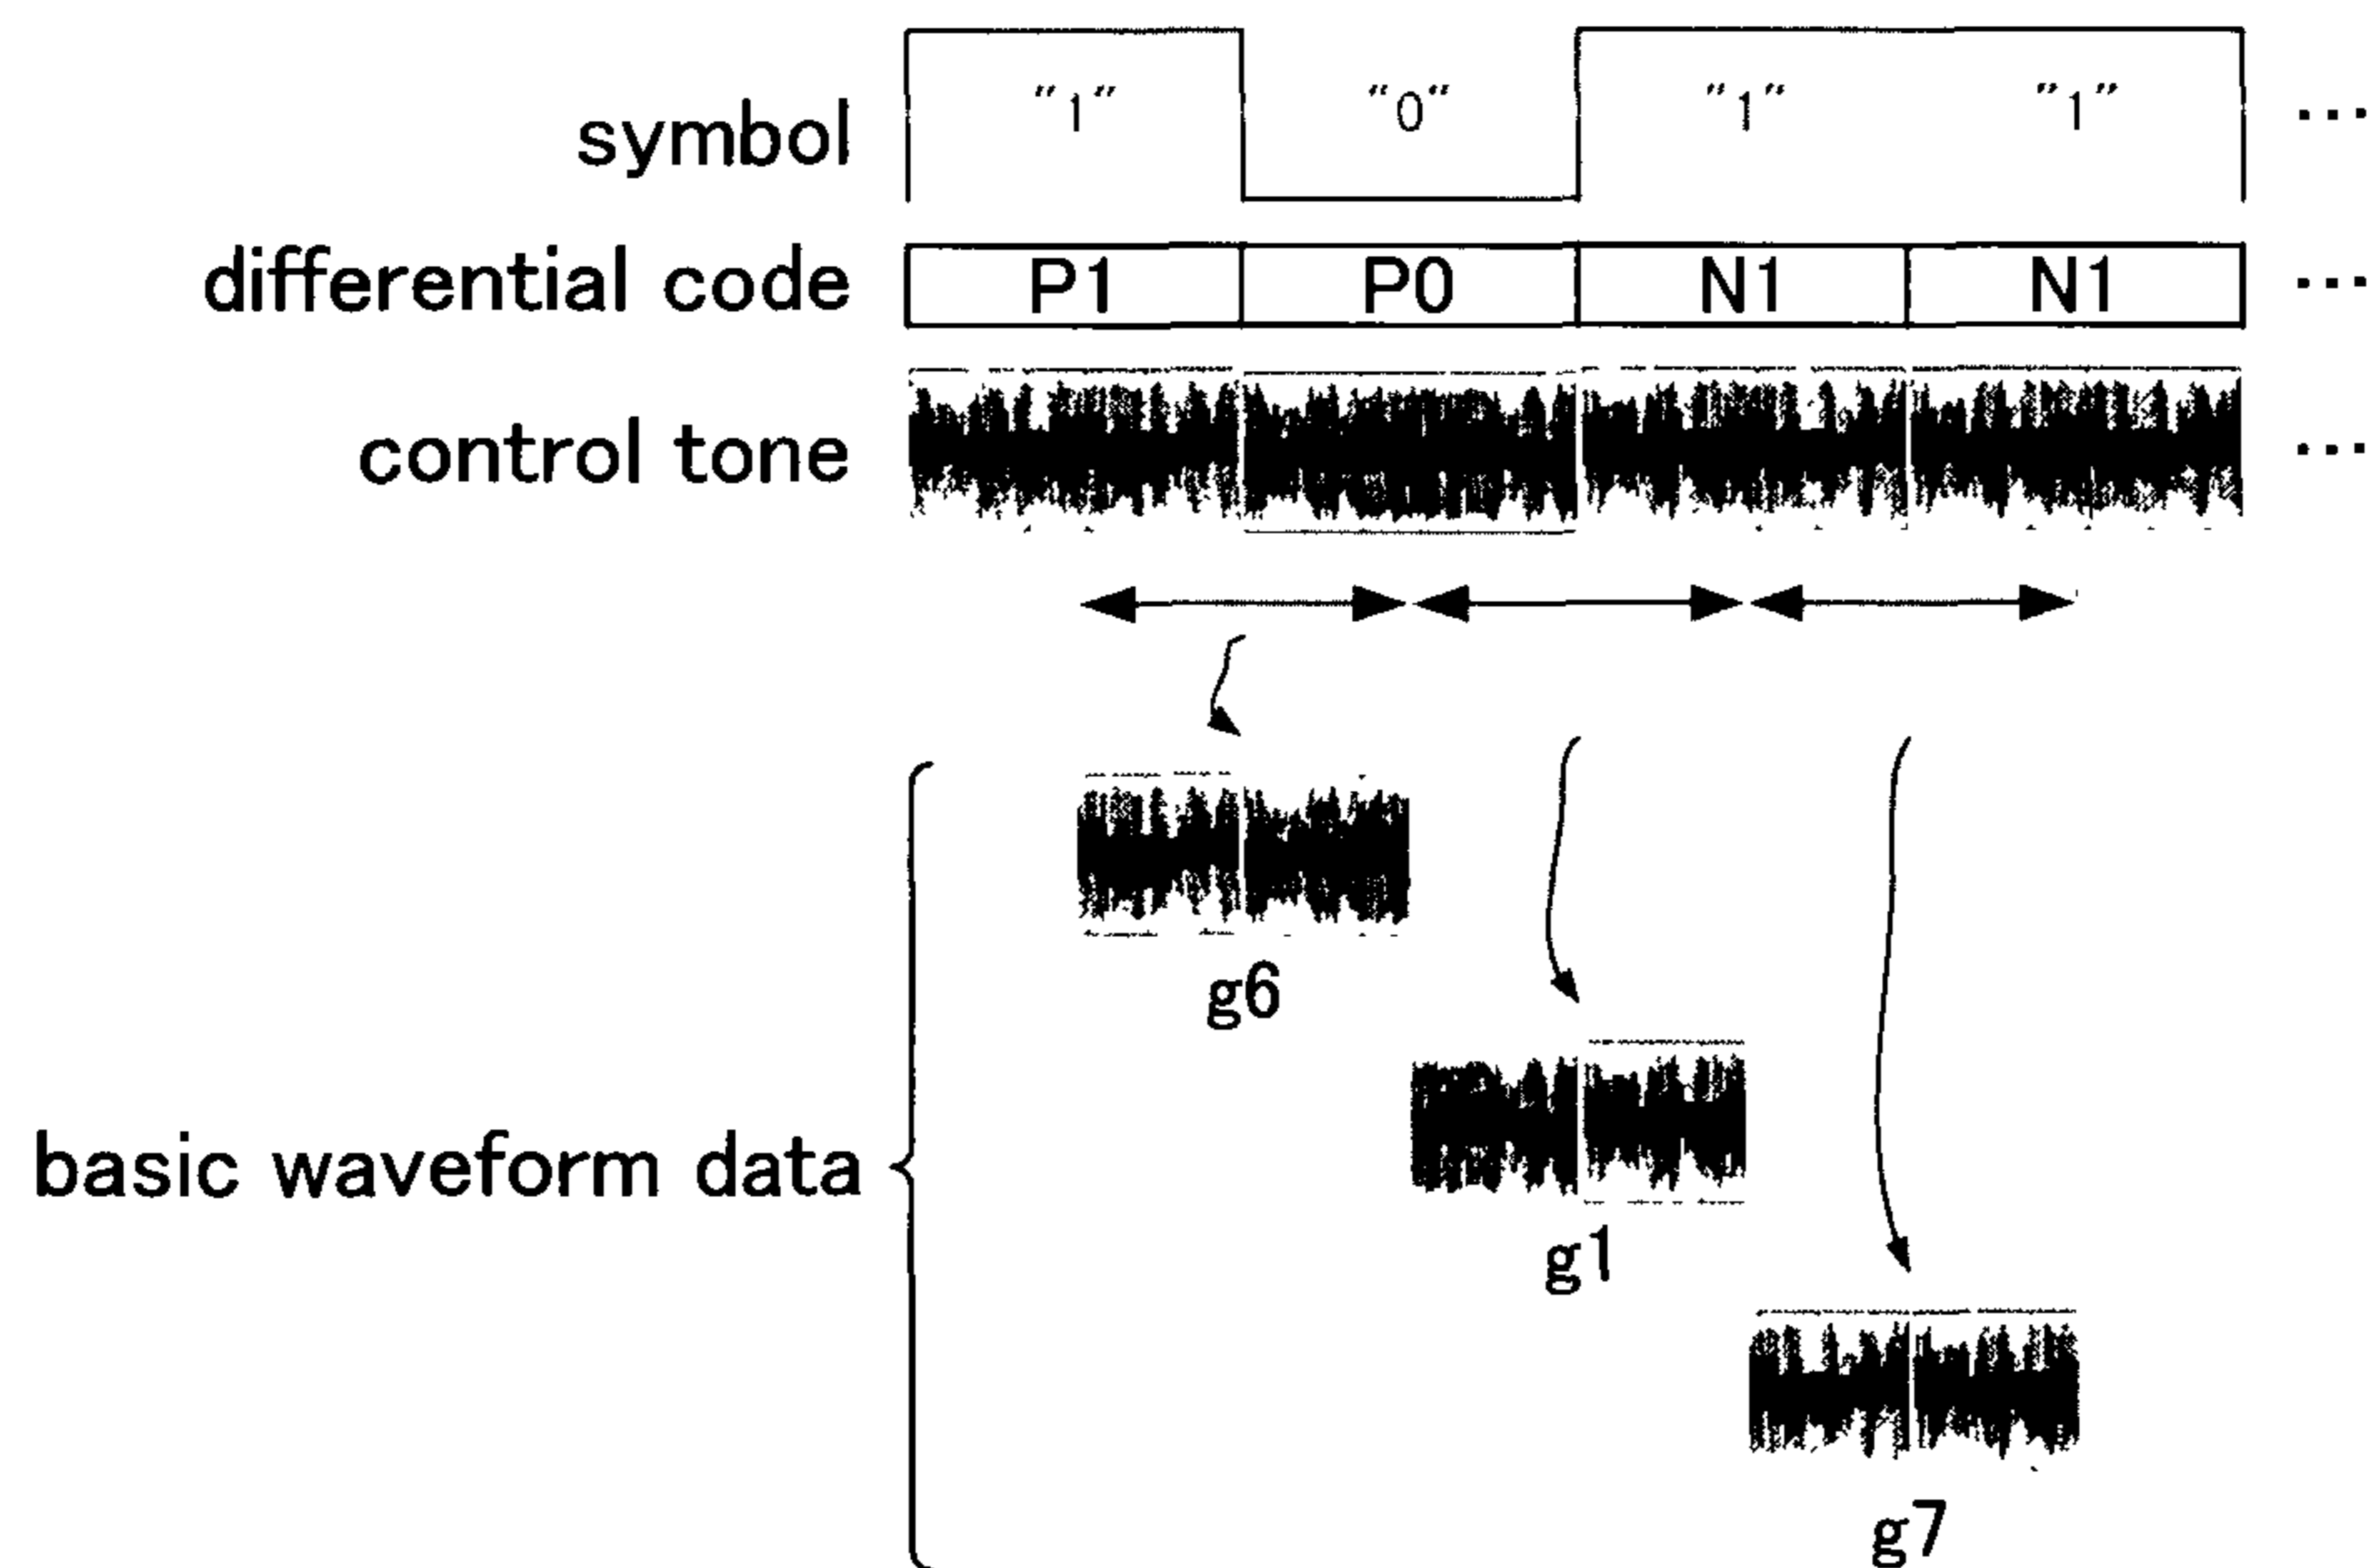 symbol ″1″ ″0″ ″1″ ″1″ ...
differential code P1 P0 N1 N1 ...
control tone ...
g6
g1
basic waveform data
g7